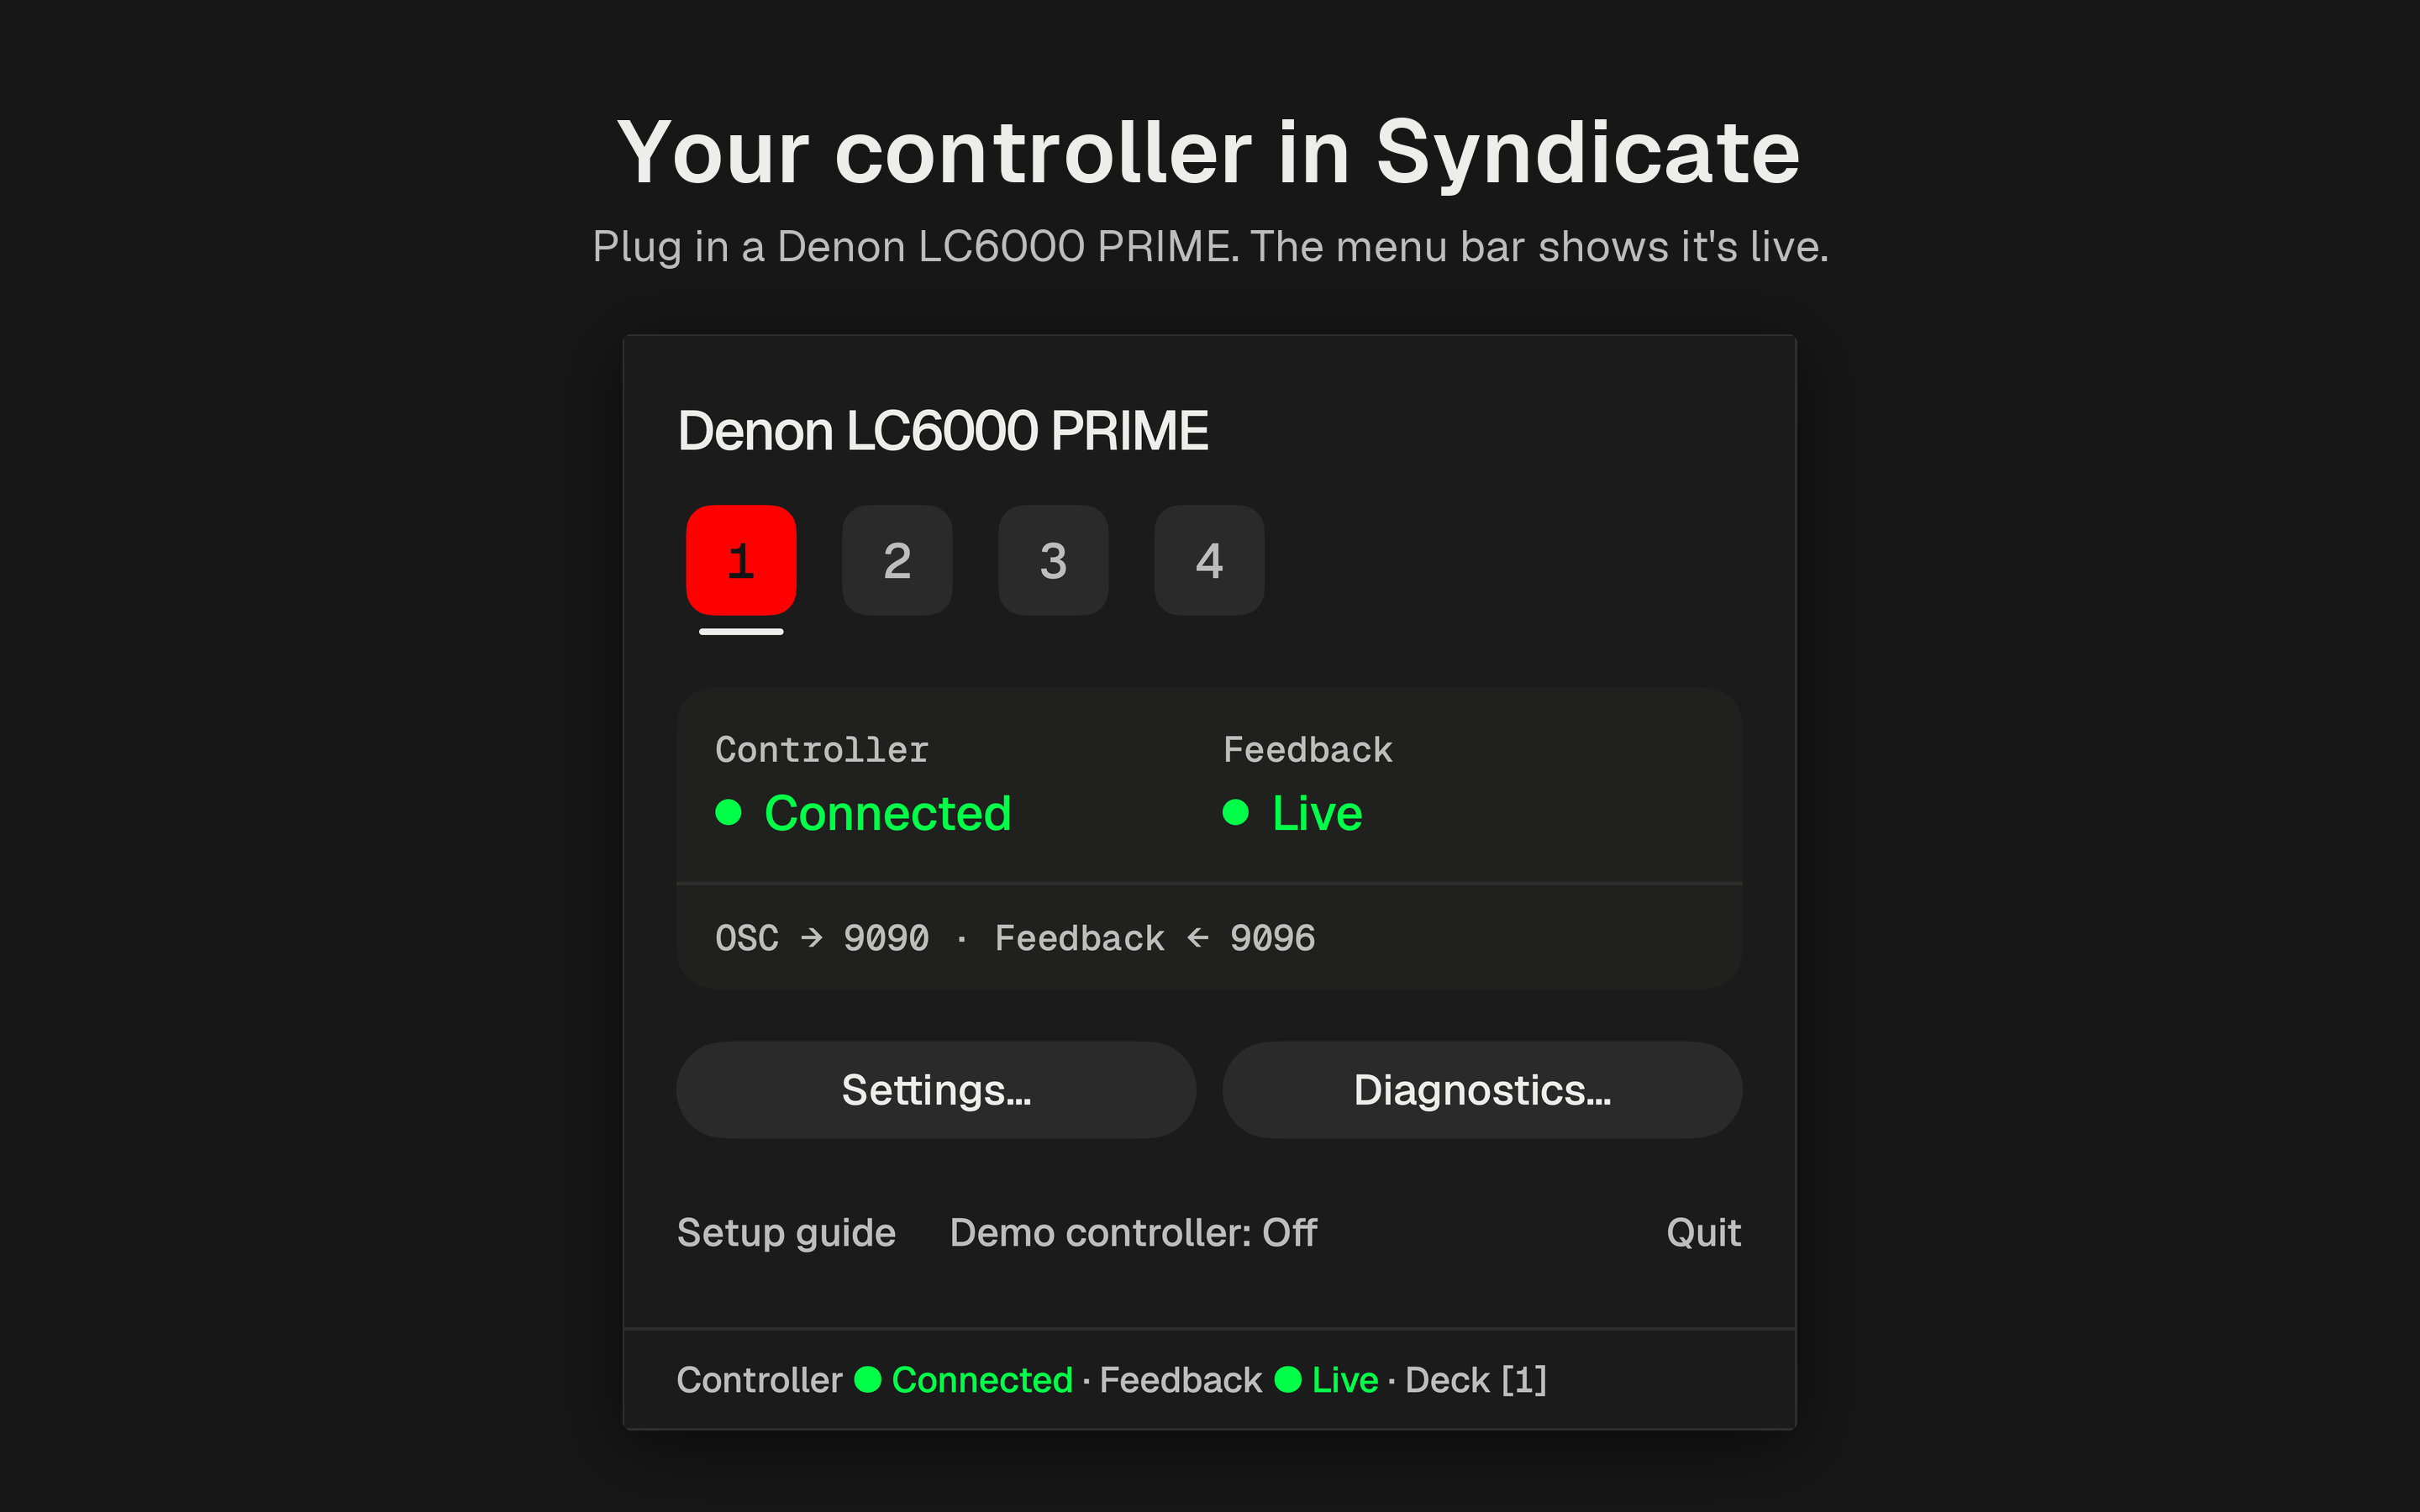 Your controller in Syndicate
Plug in a Denon LC6000 PRIME. The menu bar shows it's live.
Denon LC6000 PRIME
1 2 3 4
Controller Feedback
Connected Live
OSC → 9090 · Feedback ← 9096
Settings… Diagnostics…
Setup guide Demo controller: Off Quit
Controller ● Connected · Feedback ● Live · Deck [1]